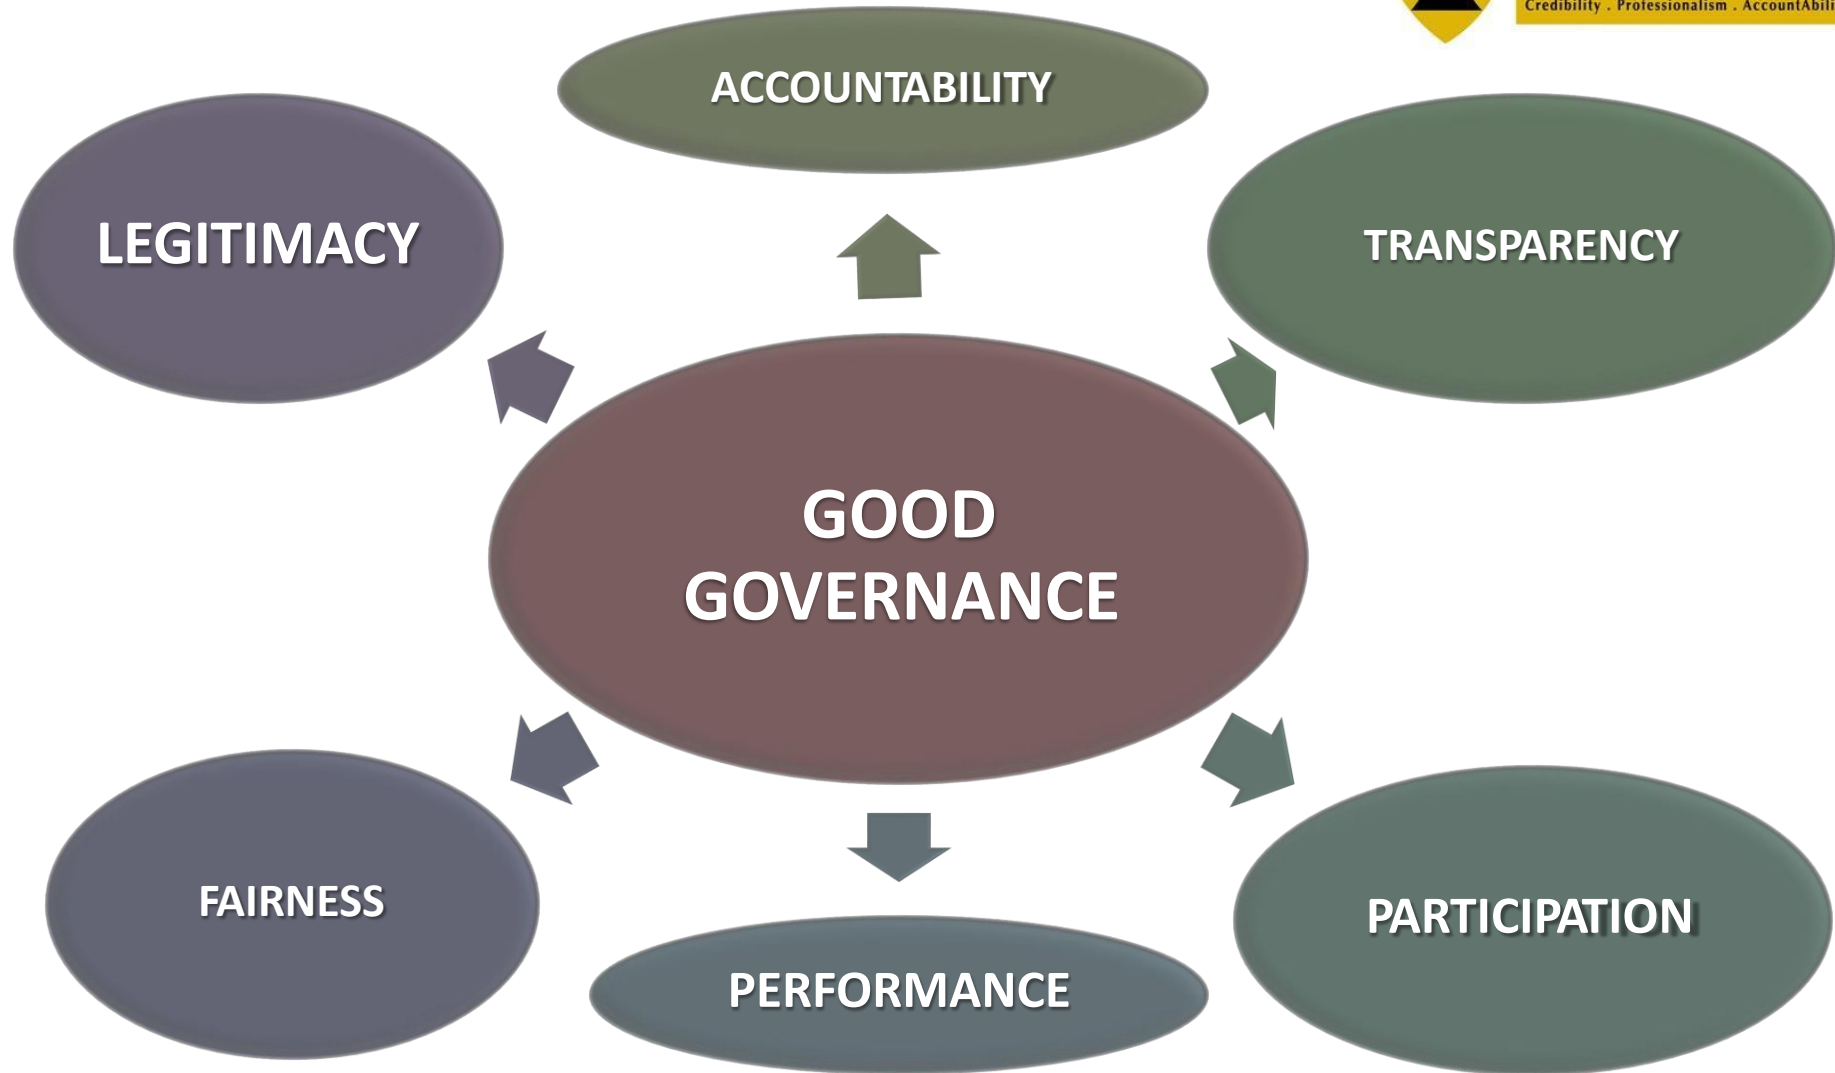 Credibility . Professionalism . AccountAbili
ACCOUNTABILITY
LEGITIMACY
TRANSPARENCY
GOOD
GOVERNANCE
FAIRNESS
PARTICIPATION
PERFORMANCE